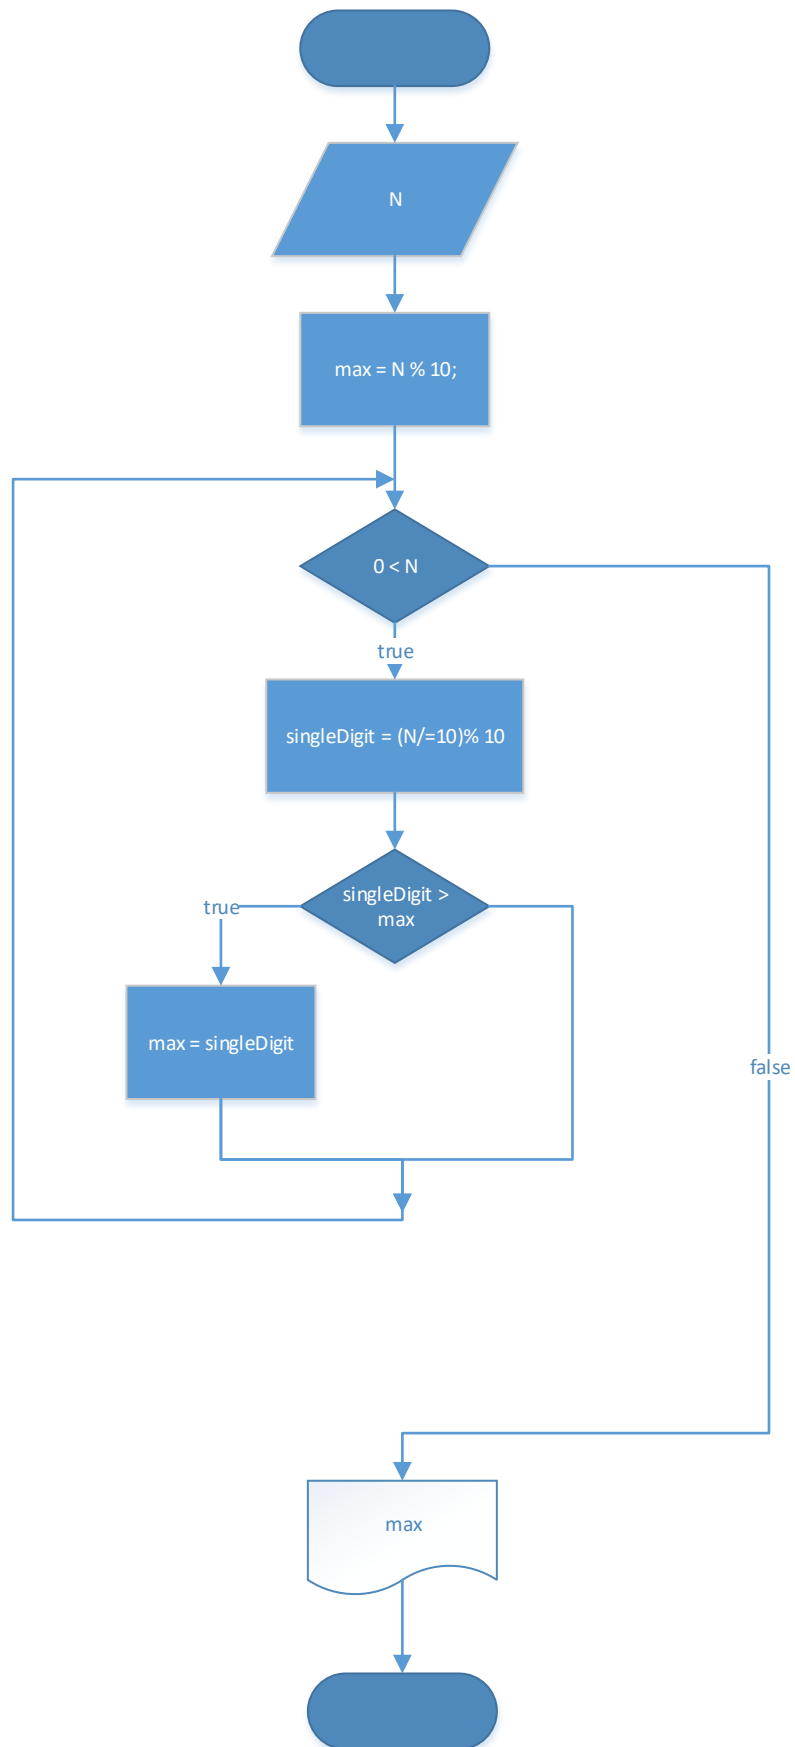 N
max = N % 10;
0 < N
true
singleDigit = (N/=10)% 10
singleDigit >
max
true
max = singleDigit
false
max